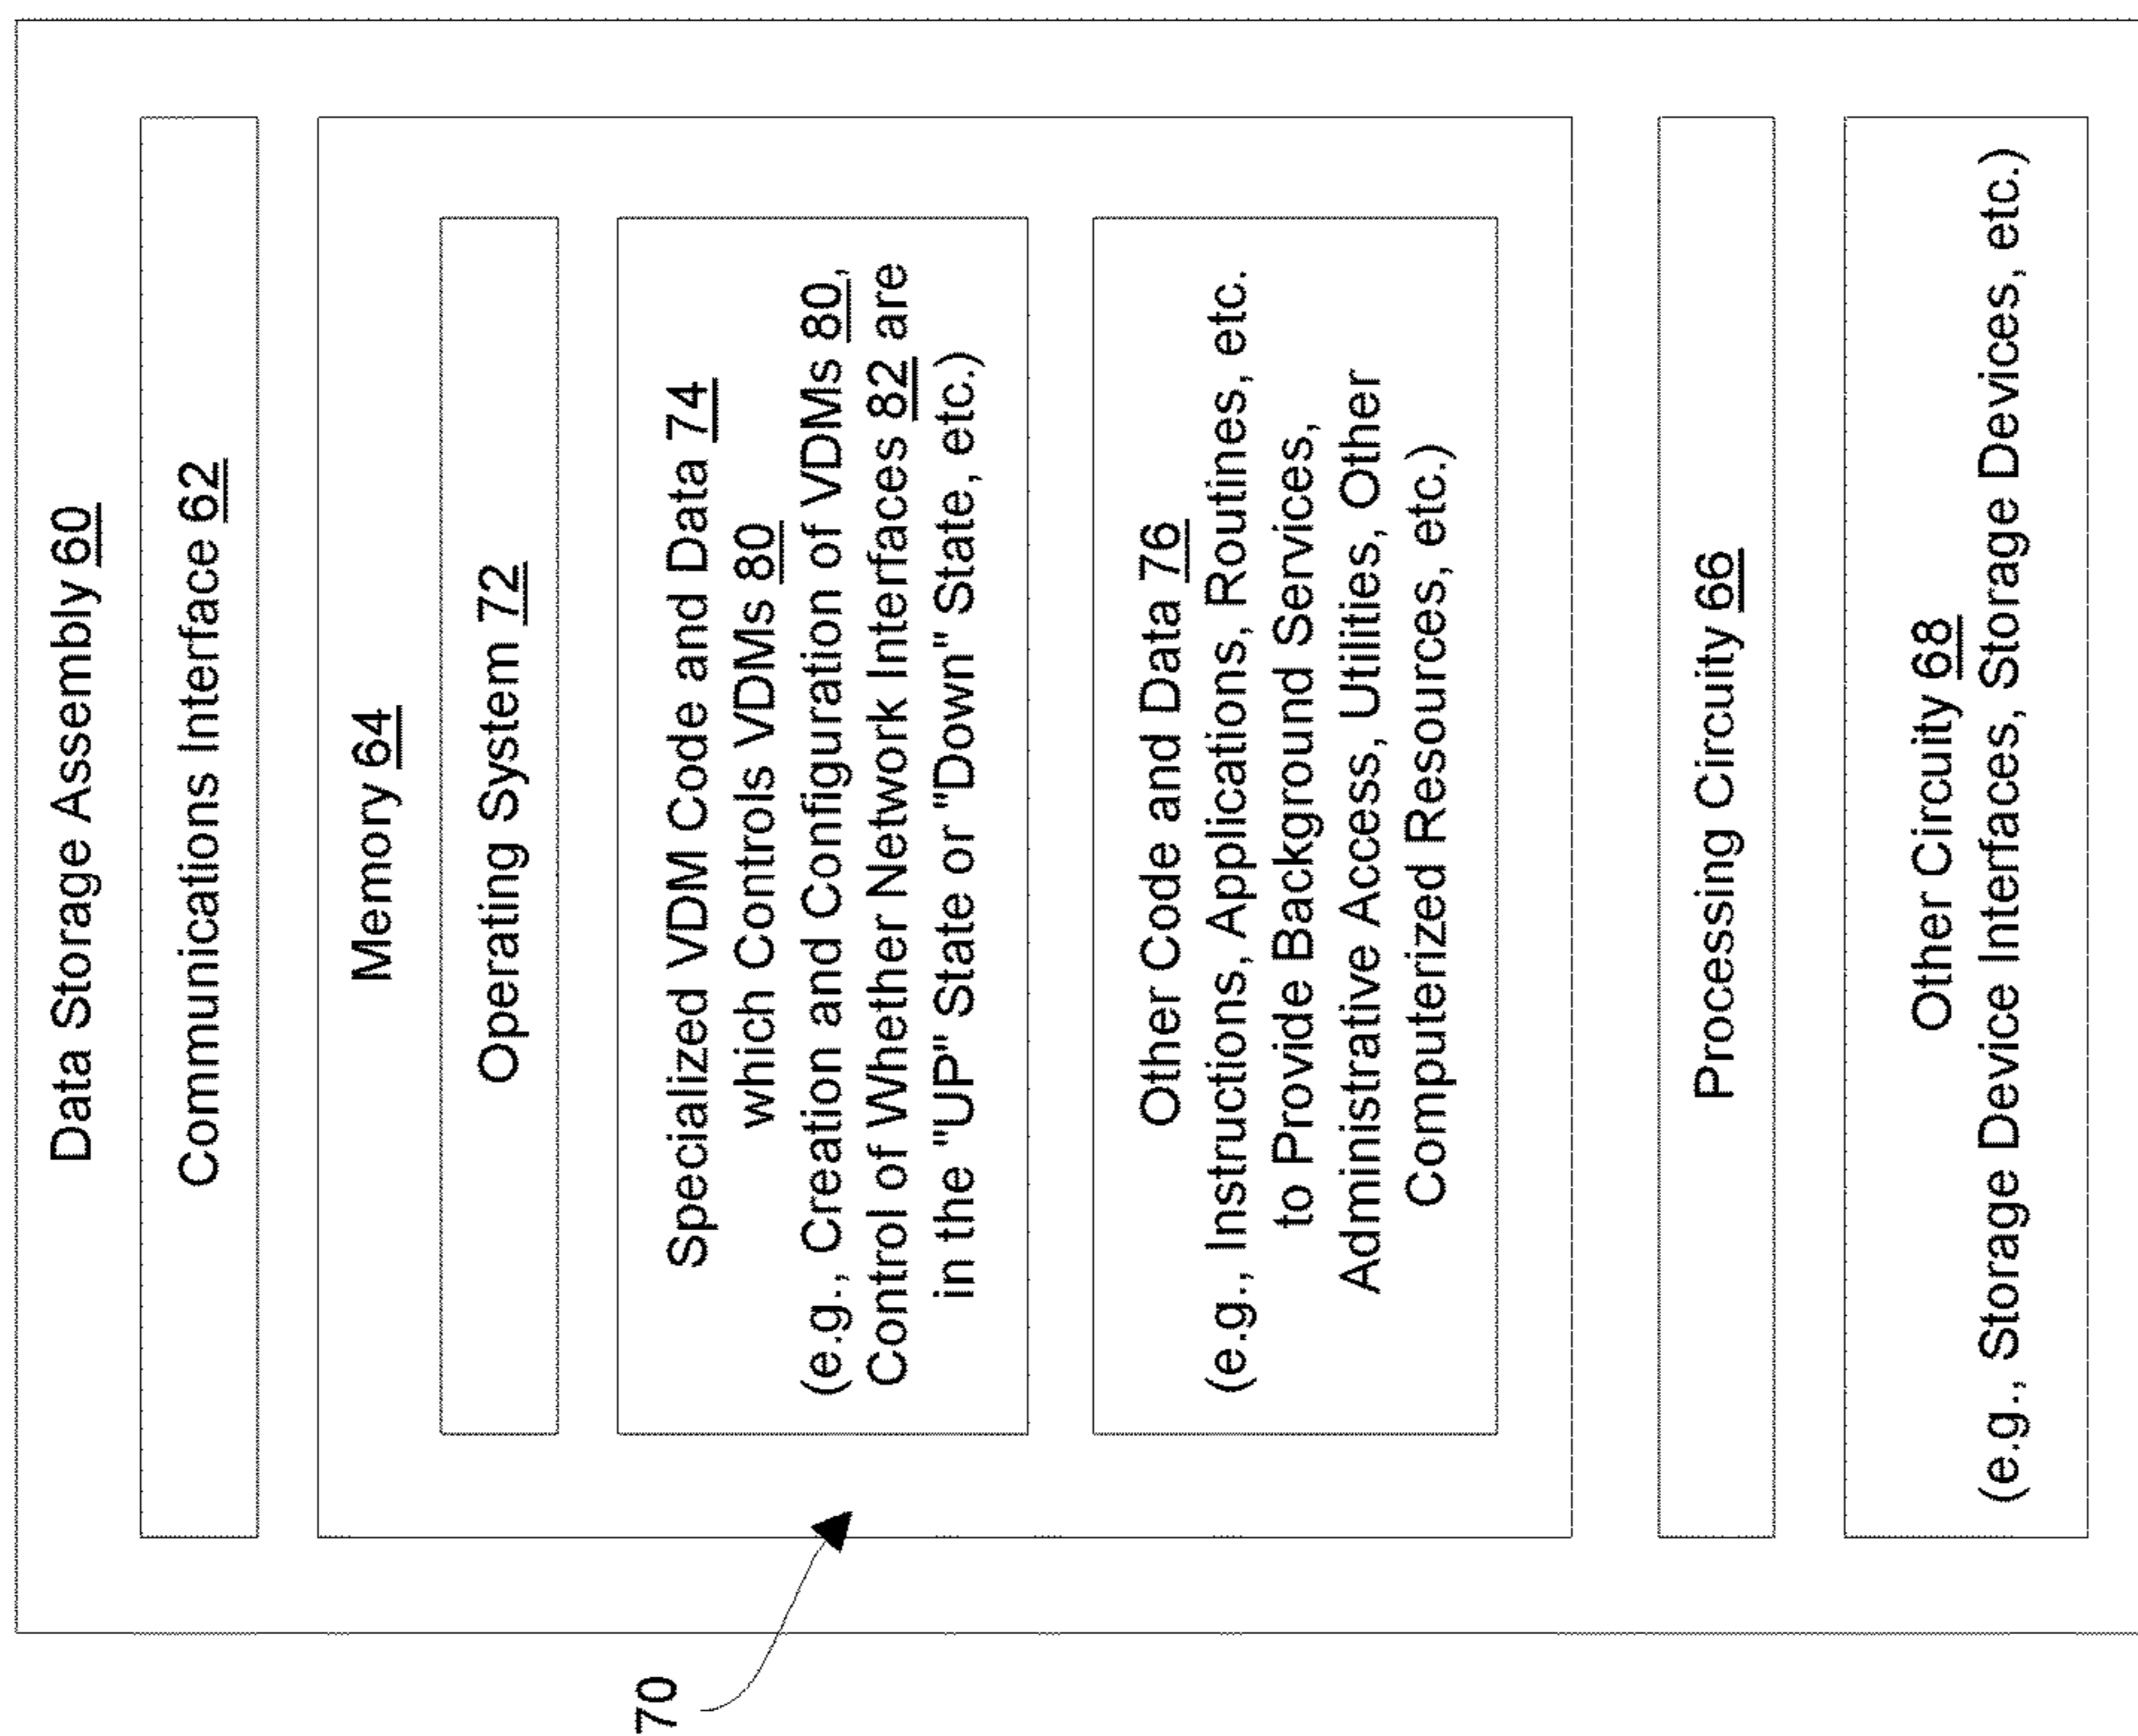 Data Storage Assembly 60
Communications Interface 62
Memory 64
Operating System 72
Specialized VDM Code and Data 74
which Controls VDMs 80
(e.g., Creation and Configuration of VDMs 80,
Control of Whether Network Interfaces 82 are
in the "UP" State or "Down" State, etc.)
Other Code and Data 76
(e.g., Instructions, Applications, Routines, etc.
to Provide Background Services,
Administrative Access, Utilities, Other
Computerized Resources, etc.)
Processing Circuity 66
Other Circuity 68
(e.g., Storage Device Interfaces, Storage Devices, etc.)
70